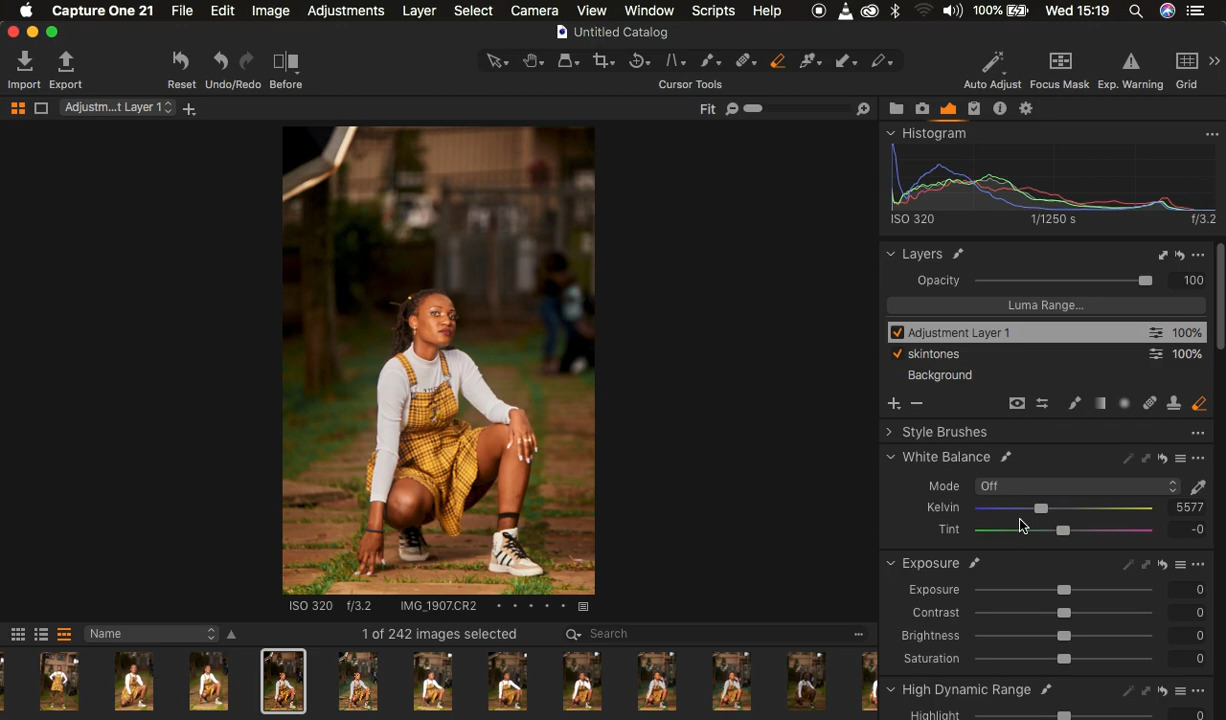 Capture One 21 File Edit Image Adjustments Layer Select Camera View Window Scripts Help 100% Wed 15:19
Untitled Catalog
Import Export Reset Undo/Redo Before Cursor Tools Auto Adjust Focus Mask Exp. Warning Grid
Adjustm...t Layer 1 Fit
Histogram
ISO 320 1/1250 s f/3.2
Layers
Opacity 100
Luma Range...
Adjustment Layer 1 100%
skintones 100%
Background
Style Brushes
White Balance
Mode Off
Kelvin 5577
Tint -0
Exposure
Exposure 0
Contrast 0
Brightness 0
Saturation 0
High Dynamic Range
Highlight 0
ISO 320 f/3.2 IMG_1907.CR2
Name 1 of 242 images selected Search